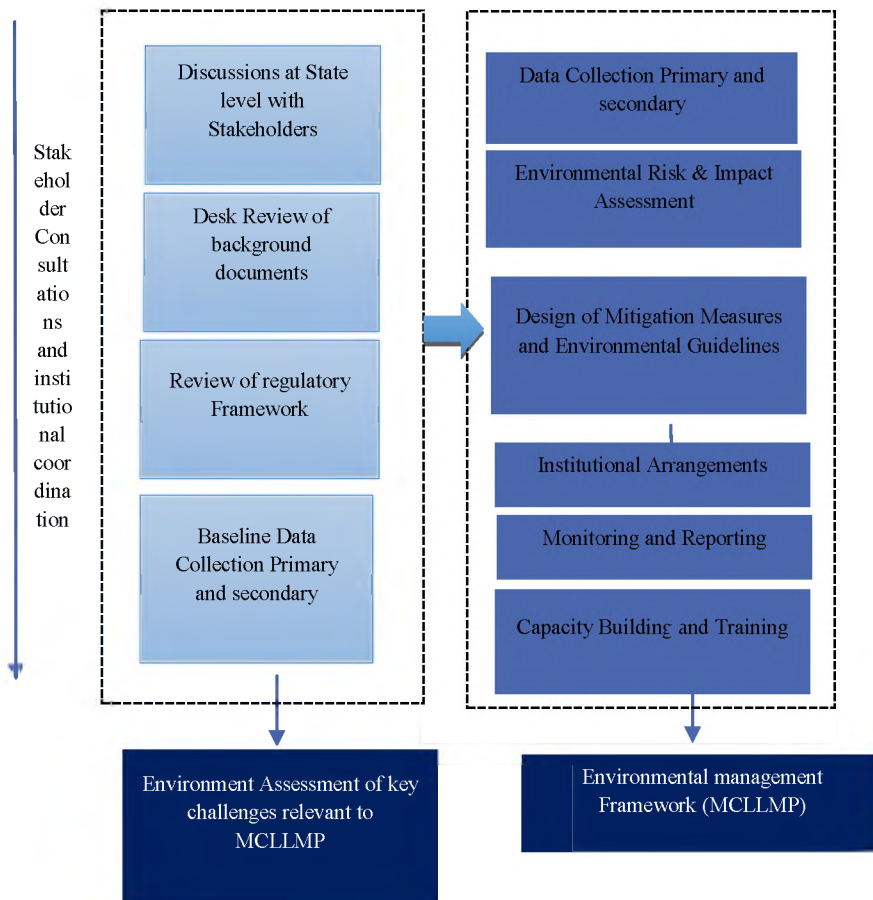 Stak
ehol
der
Con
sult
atio
ns
and
insti
tutio
nal
coor
dina
tion
Discussions at State
level with
Stakeholders
Desk Review of
background
documents
Review of regulatory
Framework
Baseline Data
Collection Primary
and secondary
Environment Assessment of key
challenges relevant to
MCLLMP
Data Collection Primary and
secondary
Environmental Risk & Impact
Assessment
Design of Mitigation Measures
and Environmental Guidelines
Institutional Arrangements
Monitoring and Reporting
Capacity Building and Training
Environmental management
Framework (MCLLMP)